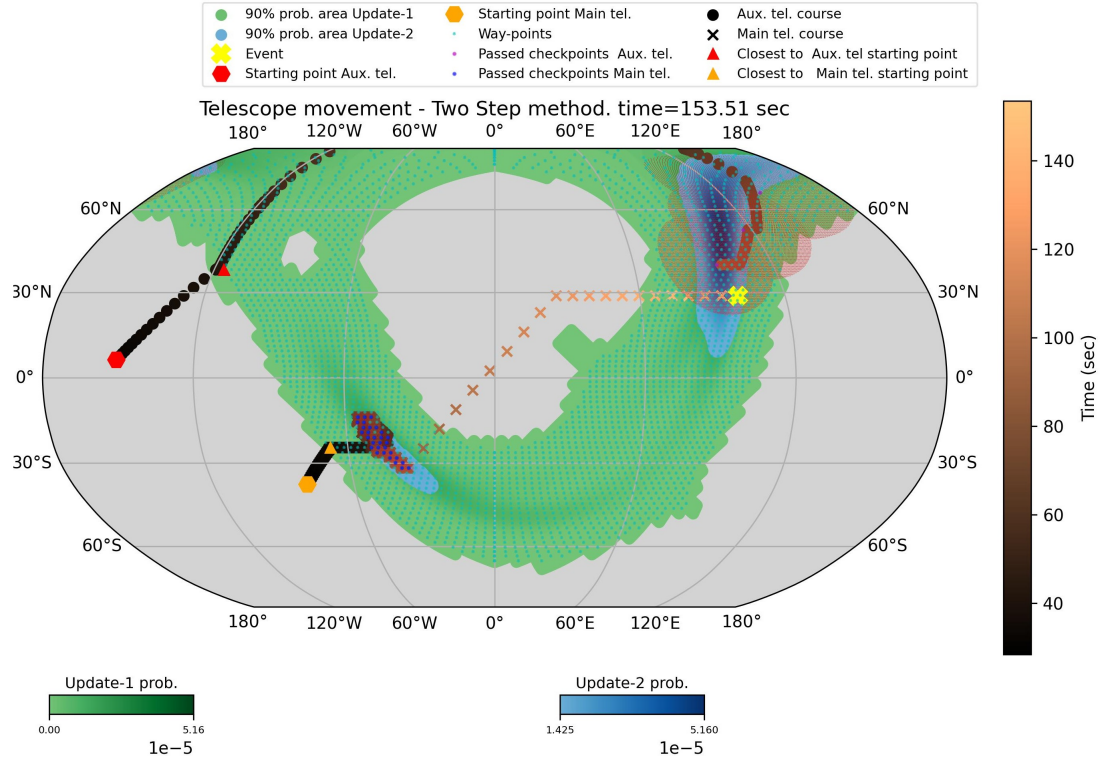 90% prob. area Update-1
90% prob. area Update-2
Event
Starting point Aux. tel.
Starting point Main tel.
Way-points
Passed checkpoints  Aux. tel.
Passed checkpoints Main tel.
Aux. tel. course
Main tel. course
Closest to  Aux. tel starting point
Closest to   Main tel. starting point
Telescope movement - Two Step method. time=153.51 sec
180° 120°W 60°W 0° 60°E 120°E 180°
60°N 60°N
30°N 30°N
0° 0°
30°S 30°S
60°S 60°S
180° 120°W 60°W 0° 60°E 120°E 180°
140
120
100
80
60
40
Time (sec)
Update-1 prob.
0.00 5.16
1e−5
Update-2 prob.
1.425 5.160
1e−5